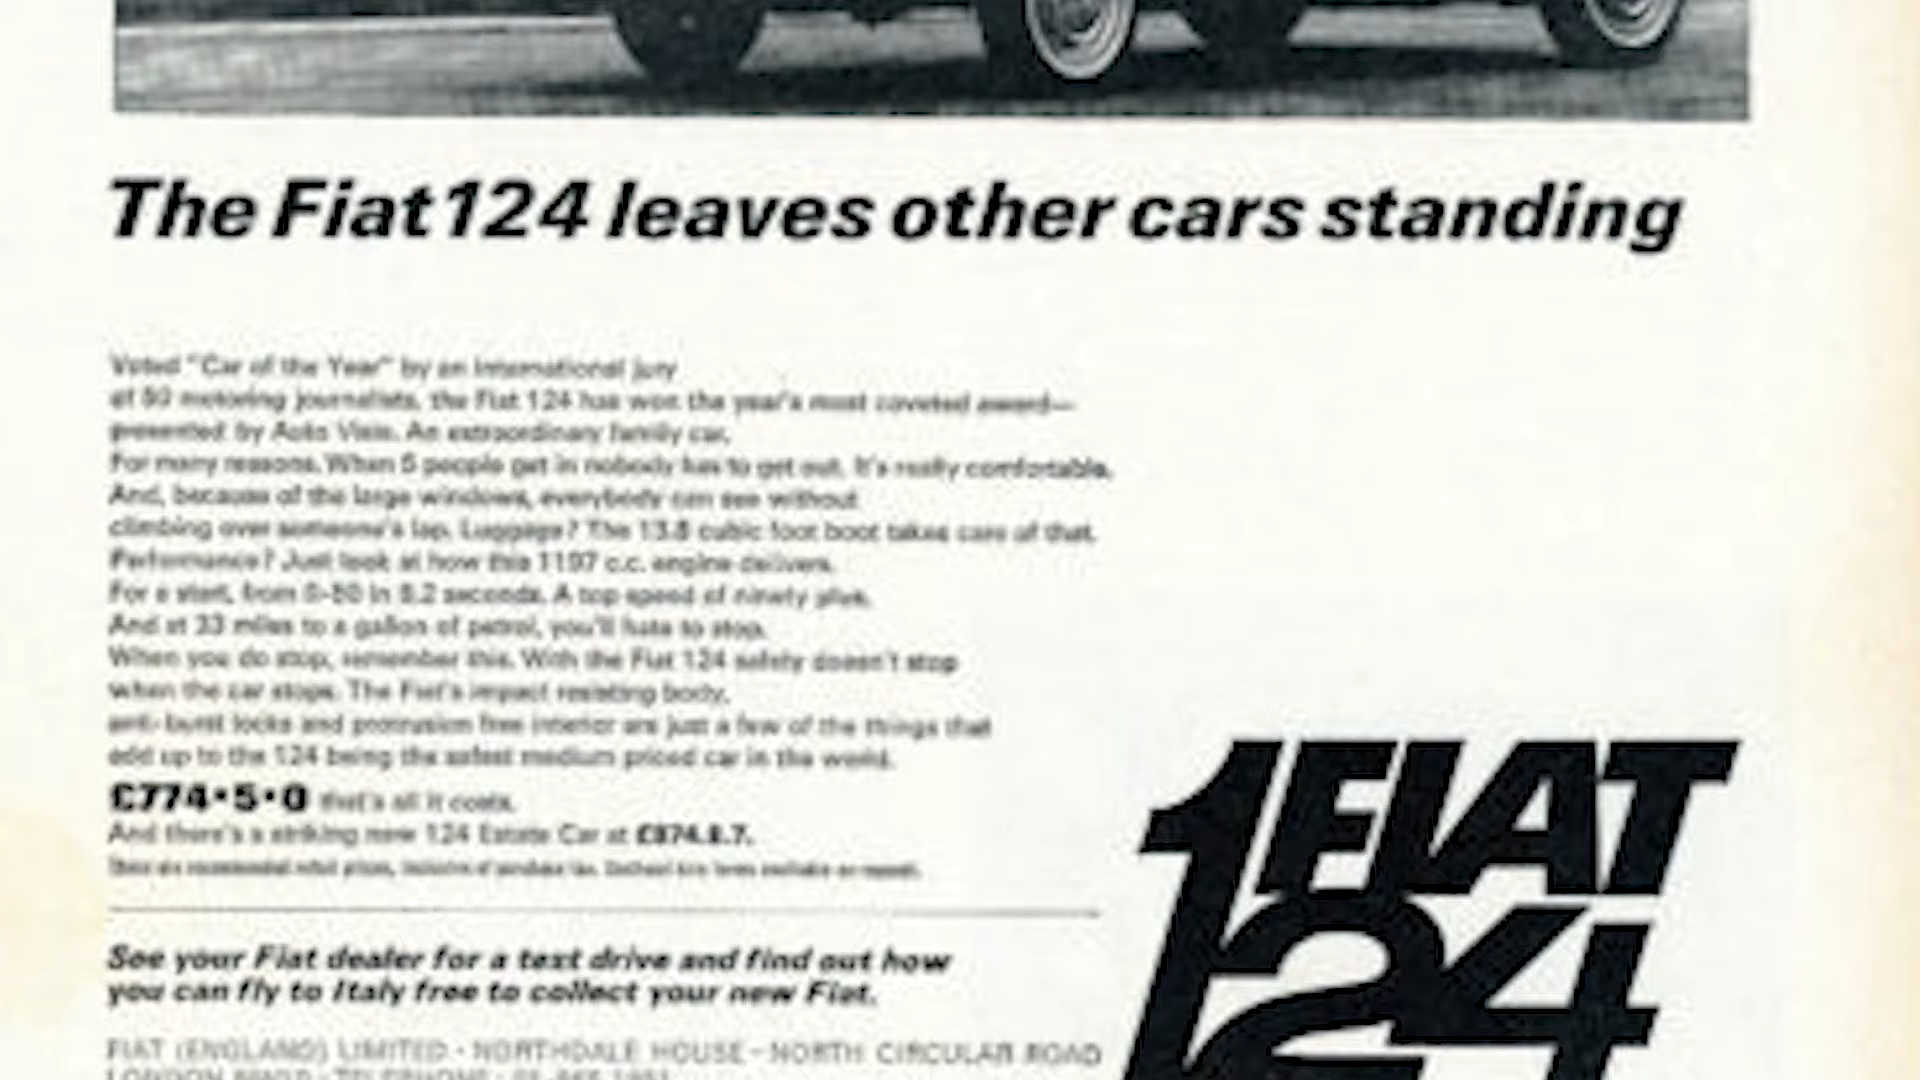 The Fiat 124 leaves other cars standing
Voted "Car of the Year" by an international jury
of 50 motoring journalists, the Fiat 124 has won the year's most coveted award—
presented by Auto Visie. An extraordinary family car.
For many reasons. When 5 people get in nobody has to get out. It's really comfortable.
And, because of the large windows, everybody can see without
climbing over someone's lap. Luggage? The 13.8 cubic foot boot takes care of that.
Performance? Just look at how this 1197 c.c. engine delivers.
For a start, from 0-50 in 8.2 seconds. A top speed of ninety plus.
And at 33 miles to a gallon of petrol, you'll hate to stop.
When you do stop, remember this. With the Fiat 124 safety doesn't stop
when the car stops. The Fiat's impact resisting body,
anti-burst locks and protrusion free interior are just a few of the things that
add up to the 124 being the safest medium priced car in the world.
£774·5·0 that's all it costs.
And there's a striking new 124 Estate Car at
These are recommended retail prices, inclusive of purchase tax.
See your Fiat dealer for a test drive and find out how
you can fly to Italy free to collect your new Fiat.
FIAT (ENGLAND) LIMITED · NORTHDALE HOUSE · NORTH CIRCULAR ROAD
LONDON TELEPHONE
FIAT
124